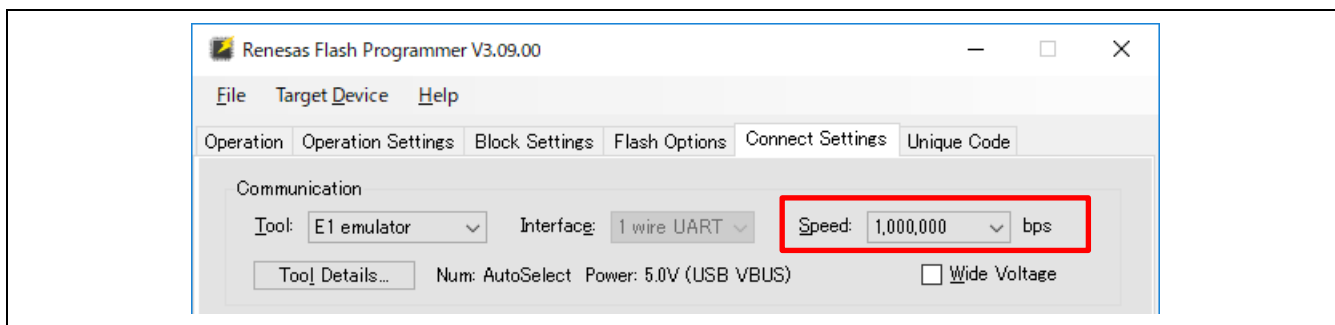 Renesas Flash Programmer V3.09.00
File Target Device Help
Operation Operation Settings Block Settings Flash Options Connect Settings Unique Code
Communication
Tool: E1 emulator Interface: 1 wire UART Speed: 1,000,000 bps
Tool Details... Num: AutoSelect Power: 5.0V (USB VBUS) Wide Voltage